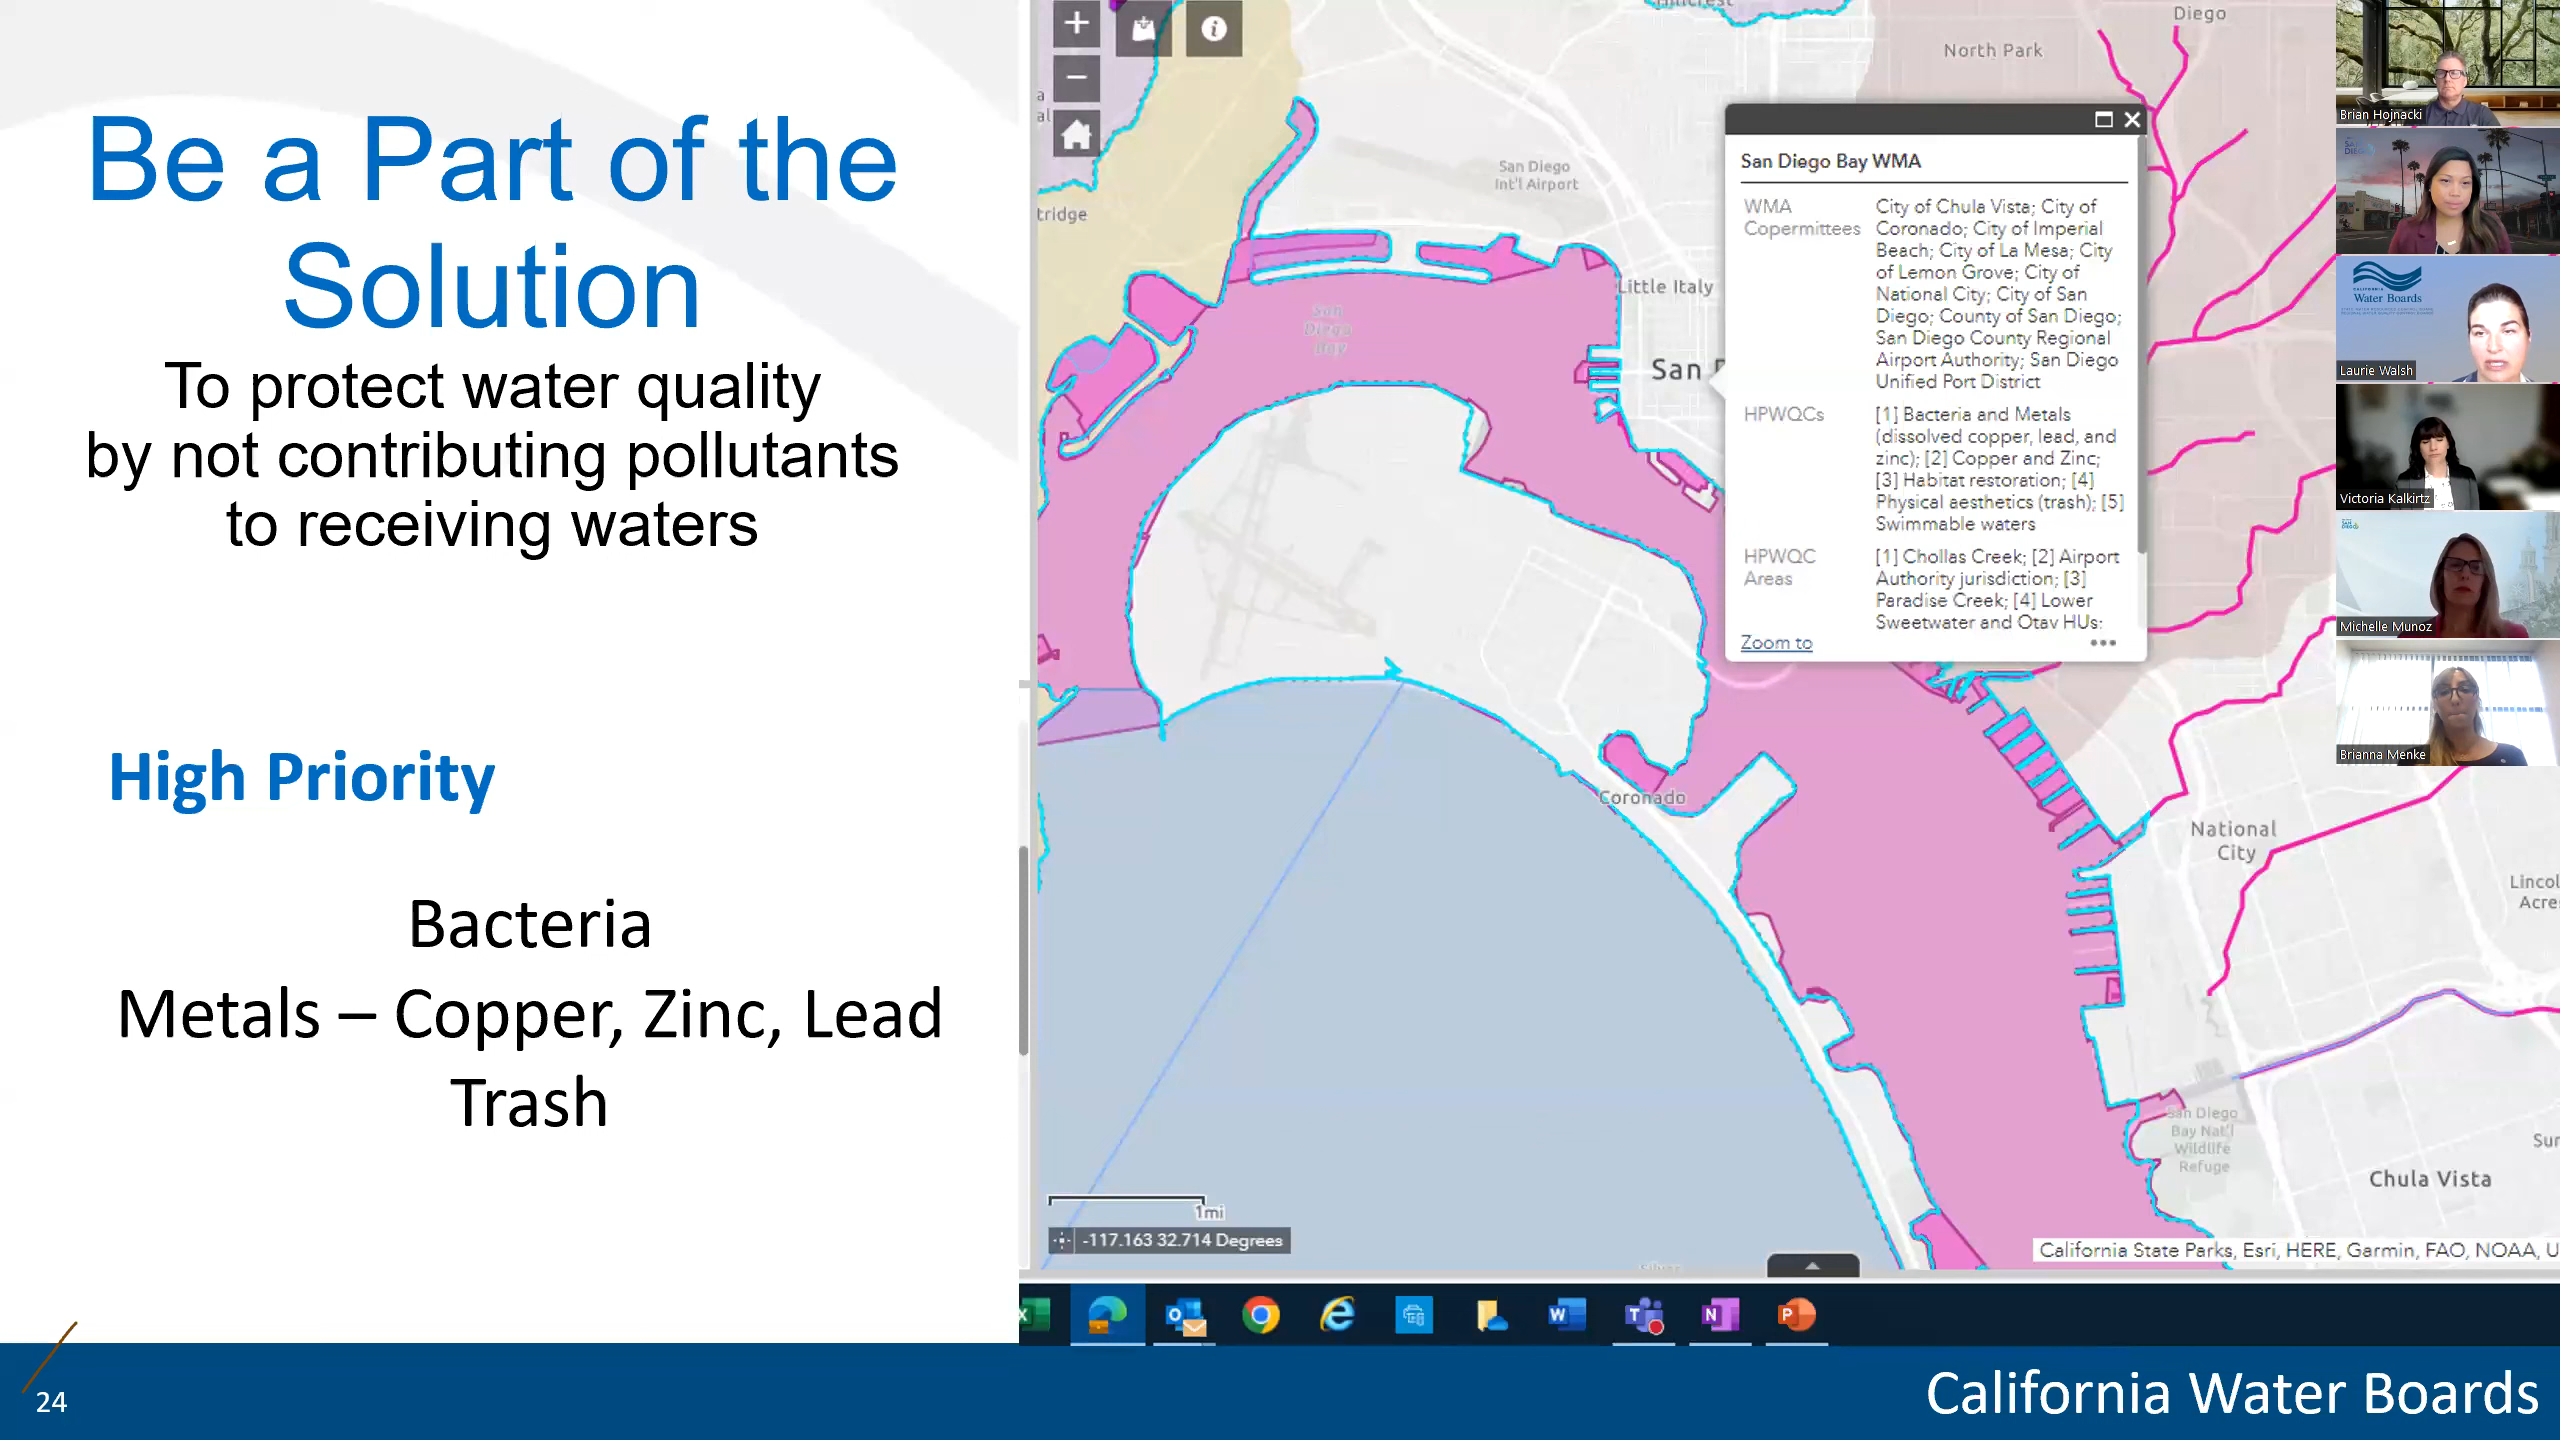 Be a Part of the
Solution
To protect water quality
by not contributing pollutants
to receiving waters
High Priority
Bacteria
Metals – Copper, Zinc, Lead
Trash
24
California Water Boards
Hillcrest
Diego
North Park
San Diego
Int'l Airport
tridge
Little Italy
San
Diego
Bay
San
Coronado
National
City
Lincol
Acre
San Diego
Bay Nat'l
Wildlife
Refuge
Chula Vista
San Diego Bay WMA
WMA
Copermittees
City of Chula Vista; City of
Coronado; City of Imperial
Beach; City of La Mesa; City
of Lemon Grove; City of
National City; City of San
Diego; County of San Diego;
San Diego County Regional
Airport Authority; San Diego
Unified Port District
HPWQCs
[1] Bacteria and Metals
(dissolved copper, lead, and
zinc); [2] Copper and Zinc;
[3] Habitat restoration; [4]
Physical aesthetics (trash); [5]
Swimmable waters
HPWQC
Areas
[1] Chollas Creek; [2] Airport
Authority jurisdiction; [3]
Paradise Creek; [4] Lower
Sweetwater and Otay HUs;
Zoom to
1mi
-117.163 32.714 Degrees
California State Parks, Esri, HERE, Garmin, FAO, NOAA, U
Brian Hojnacki
California
Water Boards
Laurie Walsh
Victoria Kalkirtz
Michelle Munoz
Brianna Menke